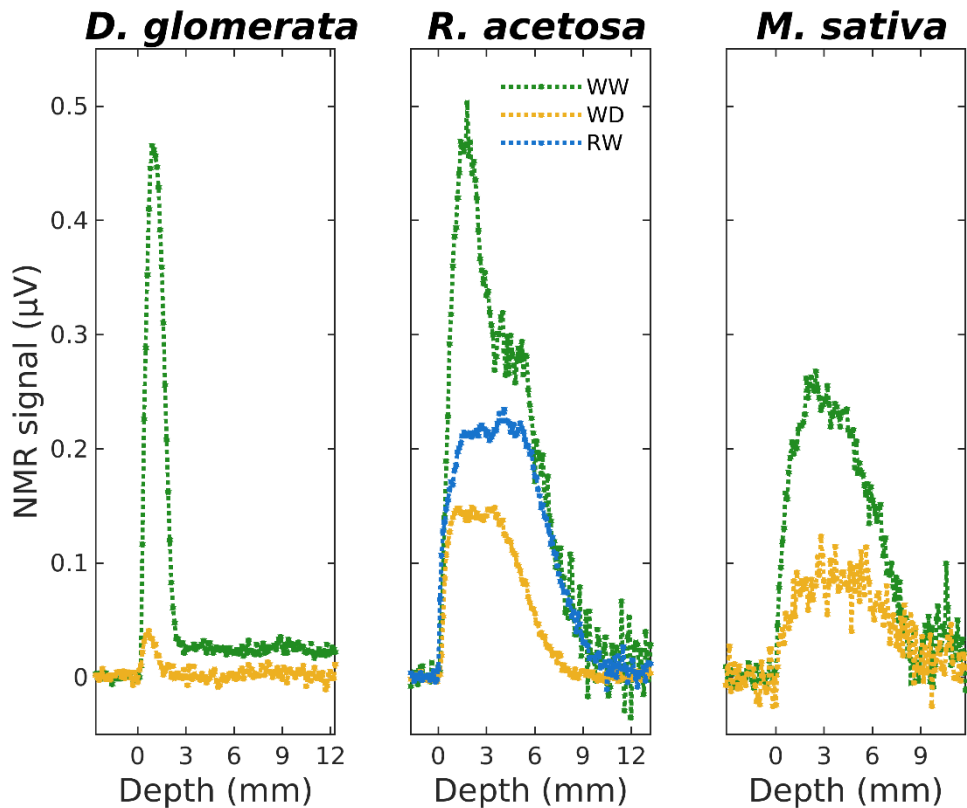 D. glomerata
R. acetosa
M. sativa
WW
WD
RW
NMR signal (µV)
0.5
0.4
0.3
0.2
0.1
0
0 3 6 9 12
0 3 6 9 12
0 3 6 9
Depth (mm)
Depth (mm)
Depth (mm)